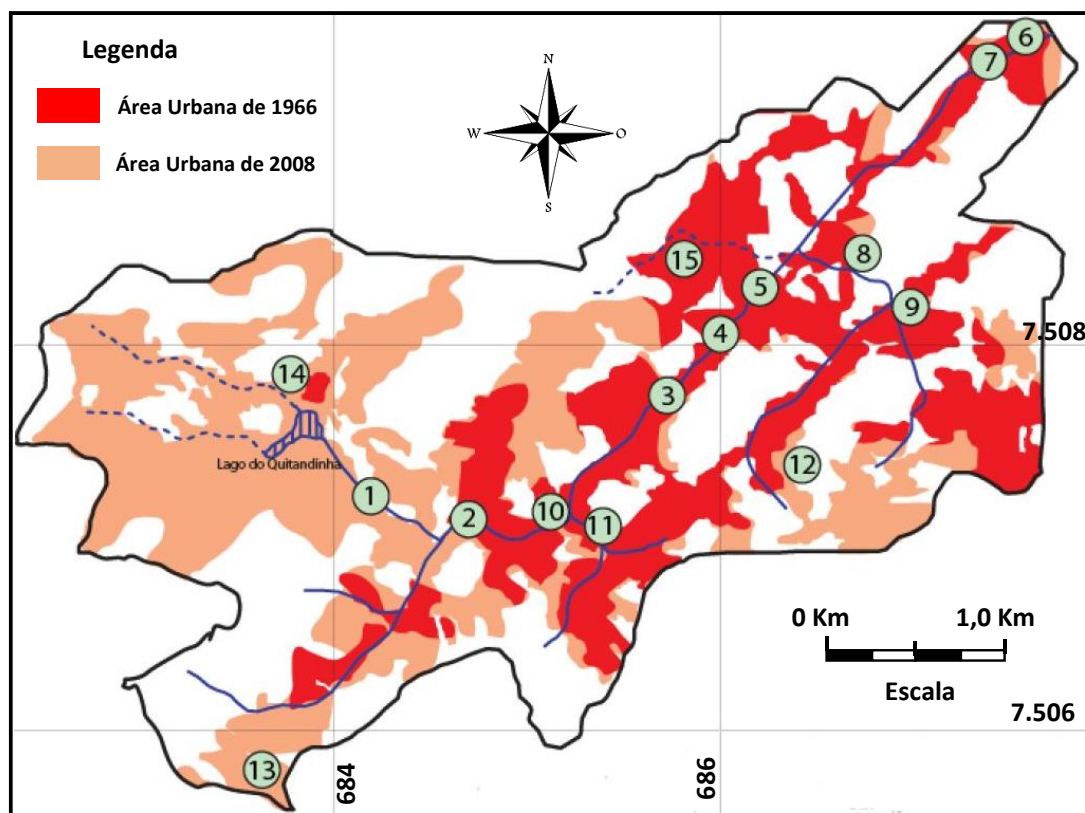 Legenda
Área Urbana de 1966
Área Urbana de 2008
N
W
O
S
6
7
8
15
5
9
4
7.508
14
3
Lago do Quitandinha
12
1
2
10
11
0 Km
1,0 Km
Escala
7.506
13
684
686